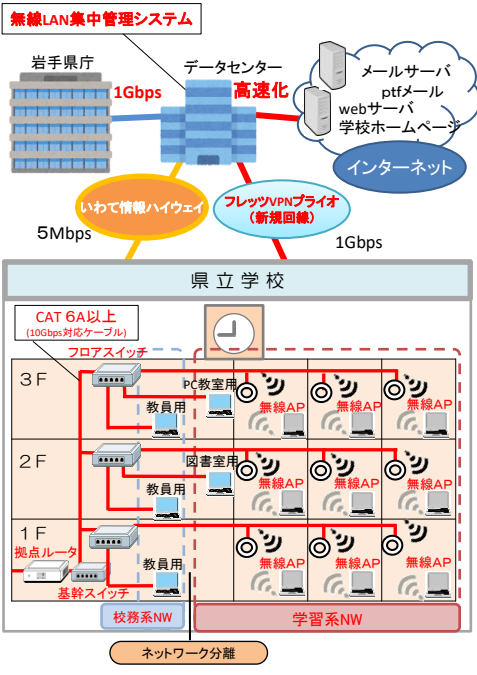 無線LAN集中管理システム
岩手県庁
データセンター
1Gbps
高速化
メールサーバ
ptfメール
webサーバ
学校ホームページ
インターネット
いわて情報ハイウェイ
フレッツVPNプライオ
（新規回線）
5Mbps
1Gbps
県立学校
CAT 6A以上
(10Gbps対応ケーブル)
フロアスイッチ
3F
PC教室用
教員用
無線AP
無線AP
無線AP
2F
図書室用
教員用
無線AP
無線AP
無線AP
1F
拠点ルータ
基幹スイッチ
教員用
無線AP
無線AP
無線AP
校務系NW
学習系NW
ネットワーク分離